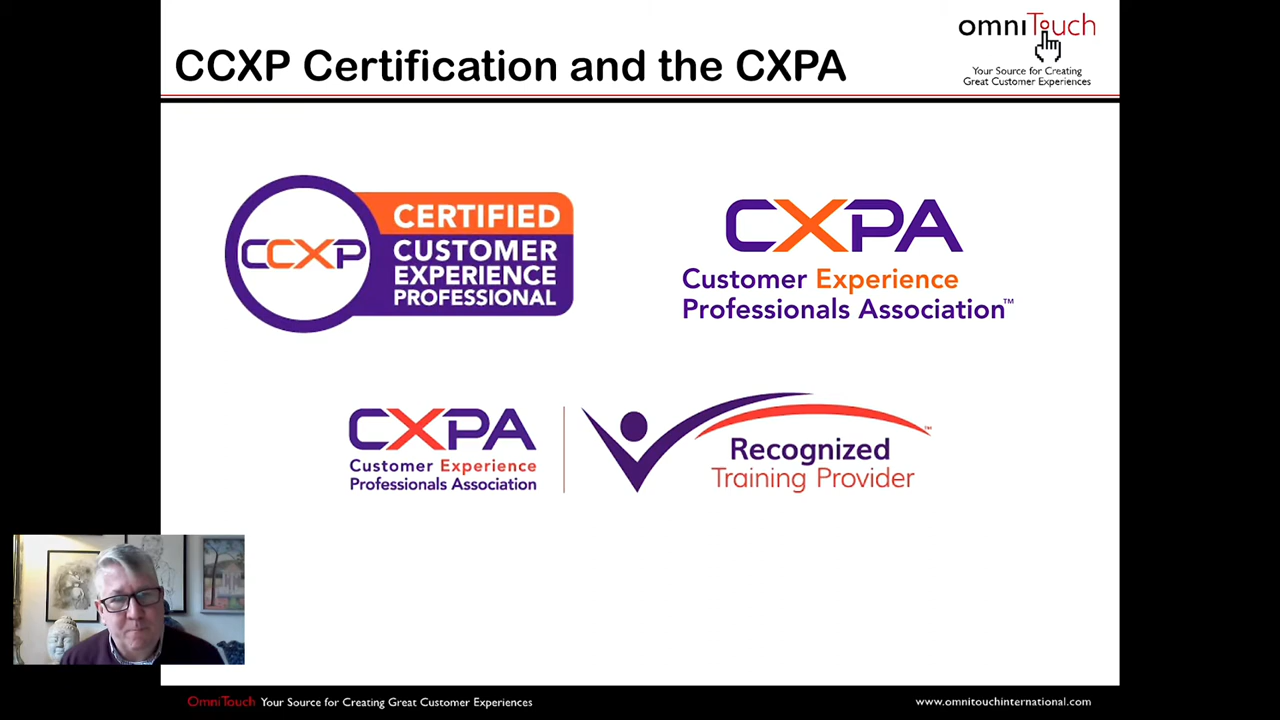 CCXP Certification and the CXPA
omniTouch
Your Source for Creating
Great Customer Experiences
CCXP
CERTIFIED
CUSTOMER
EXPERIENCE
PROFESSIONAL
CXPA
Customer Experience
Professionals Association™
CXPA
Customer Experience
Professionals Association
Recognized
Training Provider™
OmniTouch Your Source for Creating Great Customer Experiences
www.omnitouchinternational.com